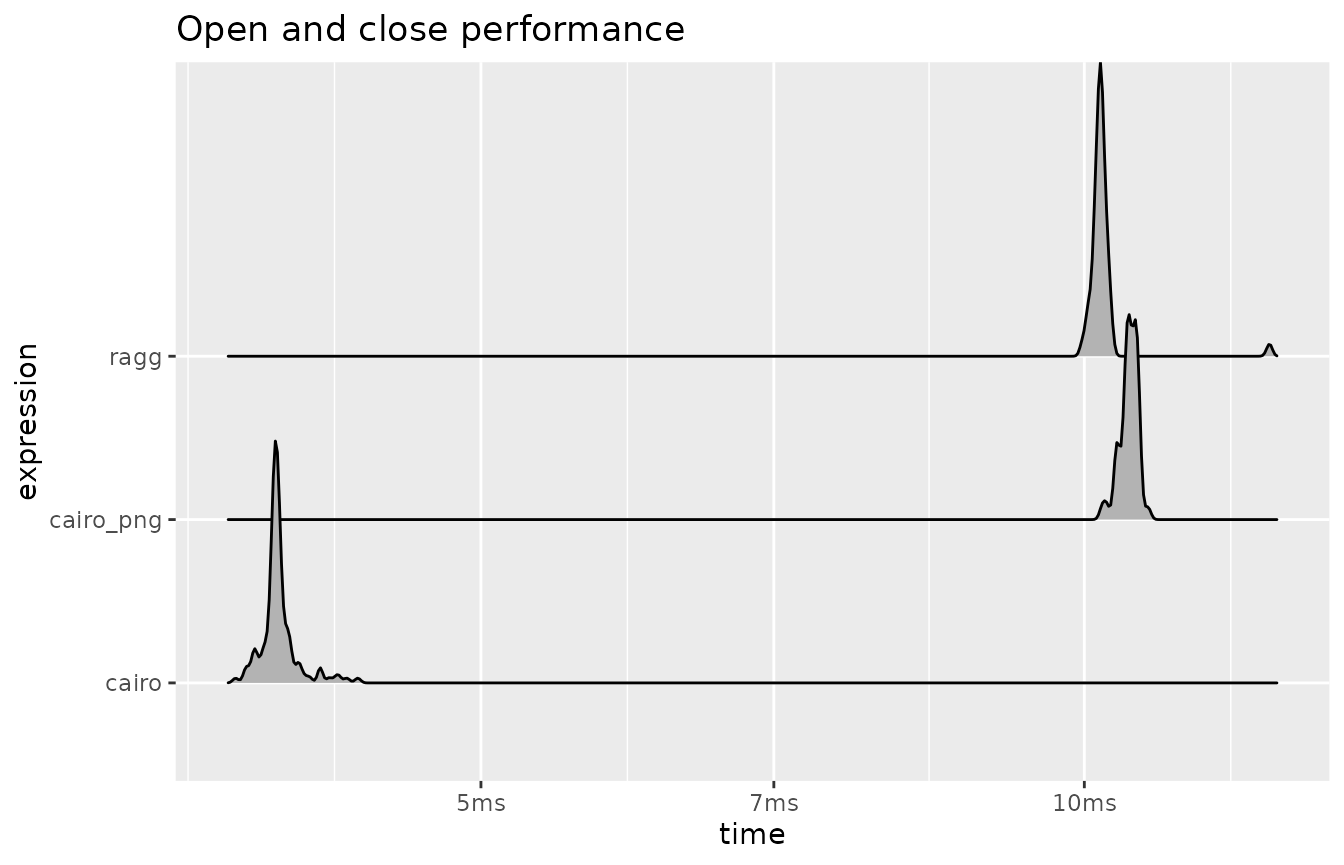 Open and close performance
expression
ragg
cairo_png
cairo
5ms
7ms
10ms
time